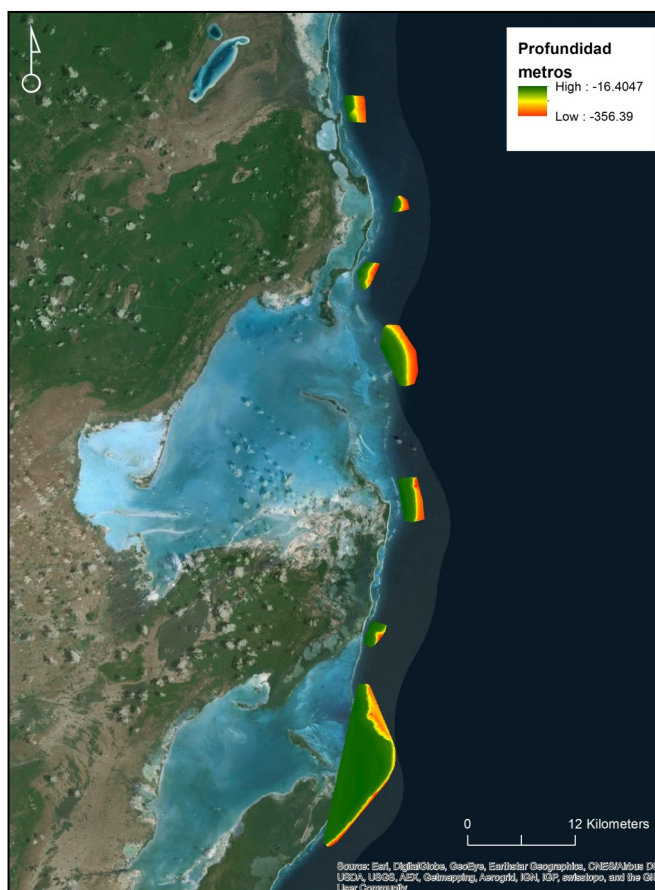 Profundidad
metros
High : -16.4047
Low : -356.39
0 12 Kilometers
Source: Esri, DigitalGlobe, GeoEye, Earthstar Geographics, CNES/Airbus DS,
USDA, USGS, AEX, Getmapping, Aerogrid, IGN, IGP, swisstopo, and the GIS
User Community